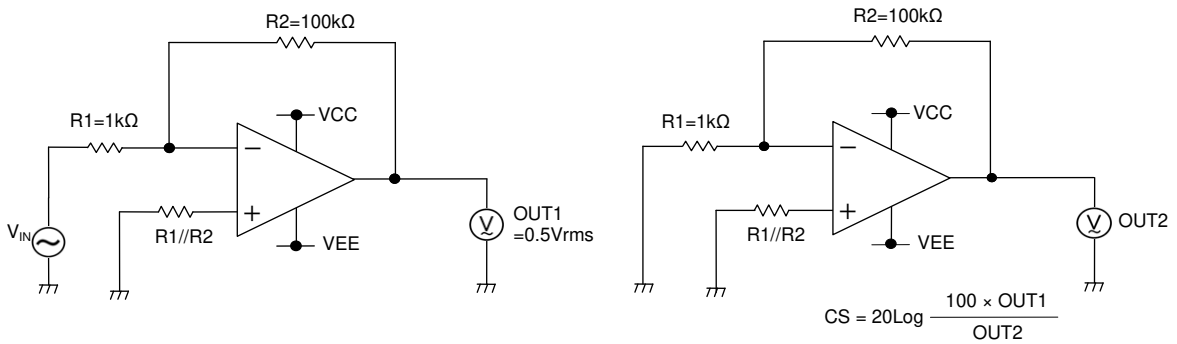 R2=100kΩ
VCC
R1=1kΩ
−
+
R1//R2
VEE
VIN
V
OUT1
=0.5Vrms
R2=100kΩ
VCC
R1=1kΩ
−
+
R1//R2
VEE
V
OUT2
CS = 20Log 100 × OUT1
OUT2